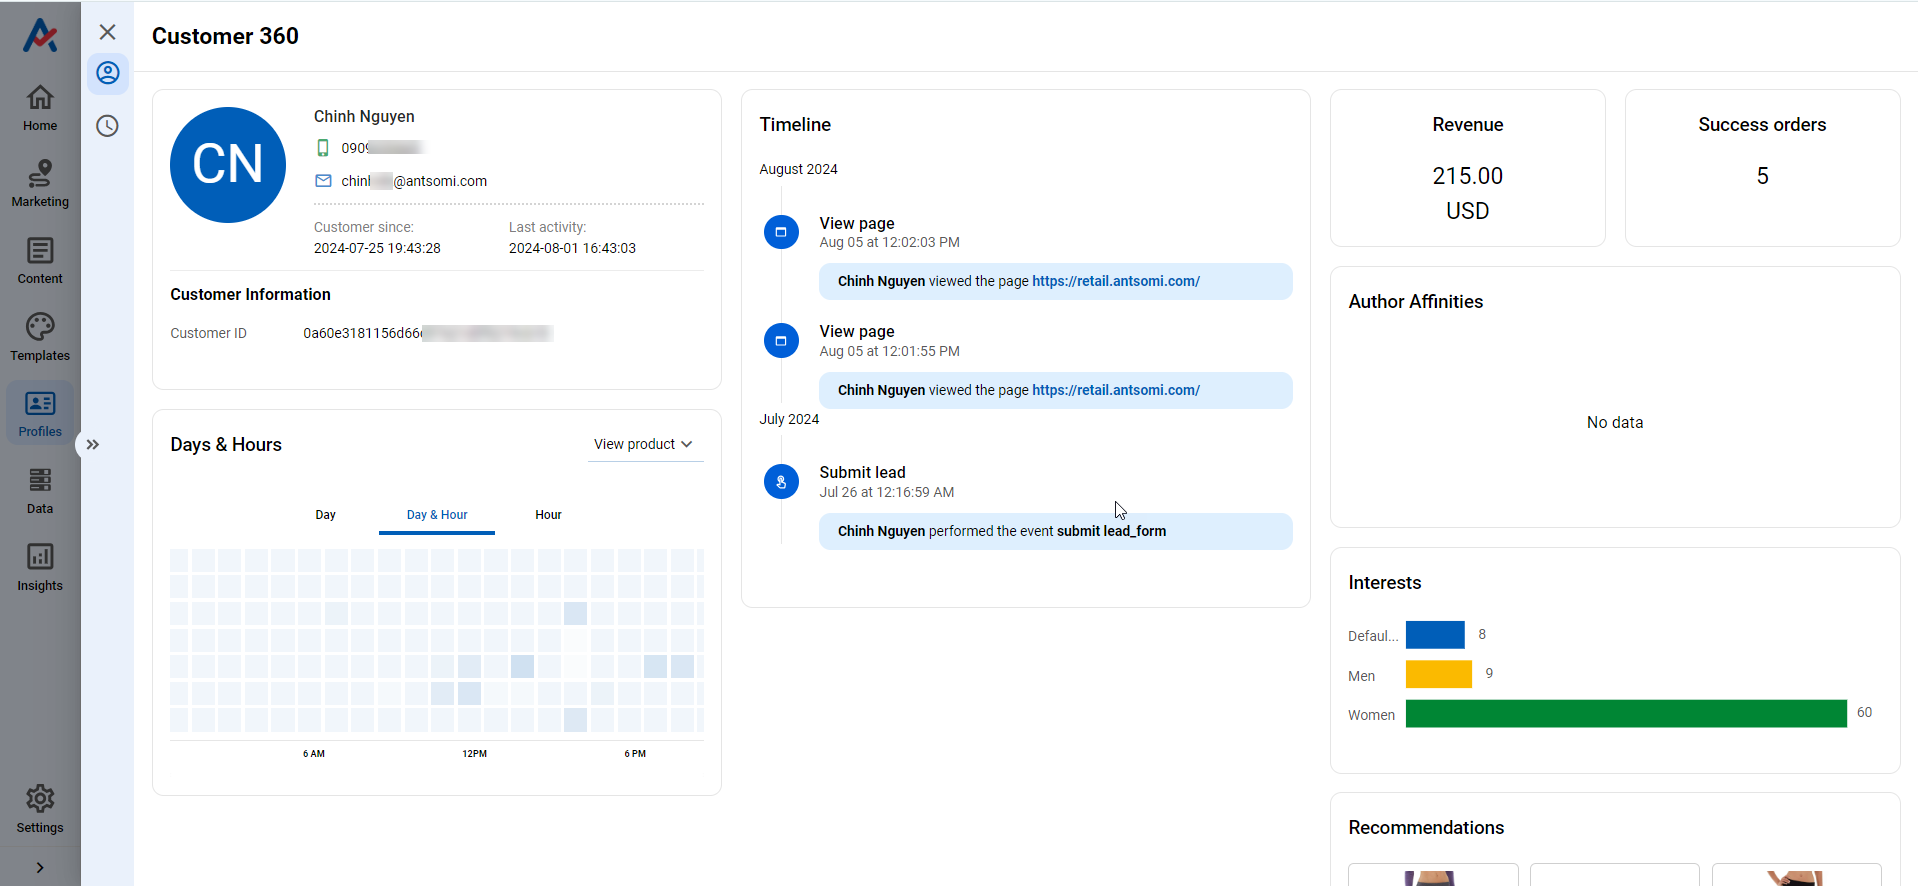 Customer 360
Home
Marketing
Content
Templates
Profiles
Data
Insights
Settings
CN
Chinh Nguyen
0909
@antsomi.com
Customer since:
2024-07-25 19:43:28
Last activity:
2024-08-01 16:43:03
Customer Information
Customer ID
0a60e3181156d66
Days & Hours
View product
Day
Day & Hour
Hour
6 AM
12PM
6 PM
Timeline
August 2024
View page
Aug 05 at 12:02:03 PM
Chinh Nguyen viewed the page https://retail.antsomi.com/
View page
Aug 05 at 12:01:55 PM
Chinh Nguyen viewed the page https://retail.antsomi.com/
July 2024
Submit lead
Jul 26 at 12:16:59 AM
Chinh Nguyen performed the event submit lead_form
Revenue
215.00
USD
Success orders
5
Author Affinities
No data
Interests
Defaul... 8
Men 9
Women 60
Recommendations